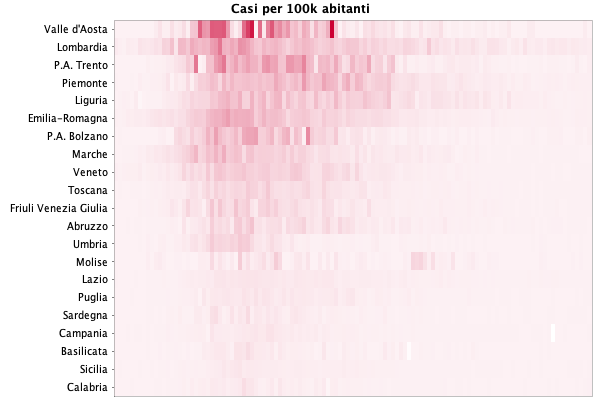 Casi per 100k abitanti
Valle d'Aosta
Lombardia
P.A. Trento
Piemonte
Liguria
Emilia-Romagna
P.A. Bolzano
Marche
Veneto
Toscana
Friuli Venezia Giulia
Abruzzo
Umbria
Molise
Lazio
Puglia
Sardegna
Campania
Basilicata
Sicilia
Calabria